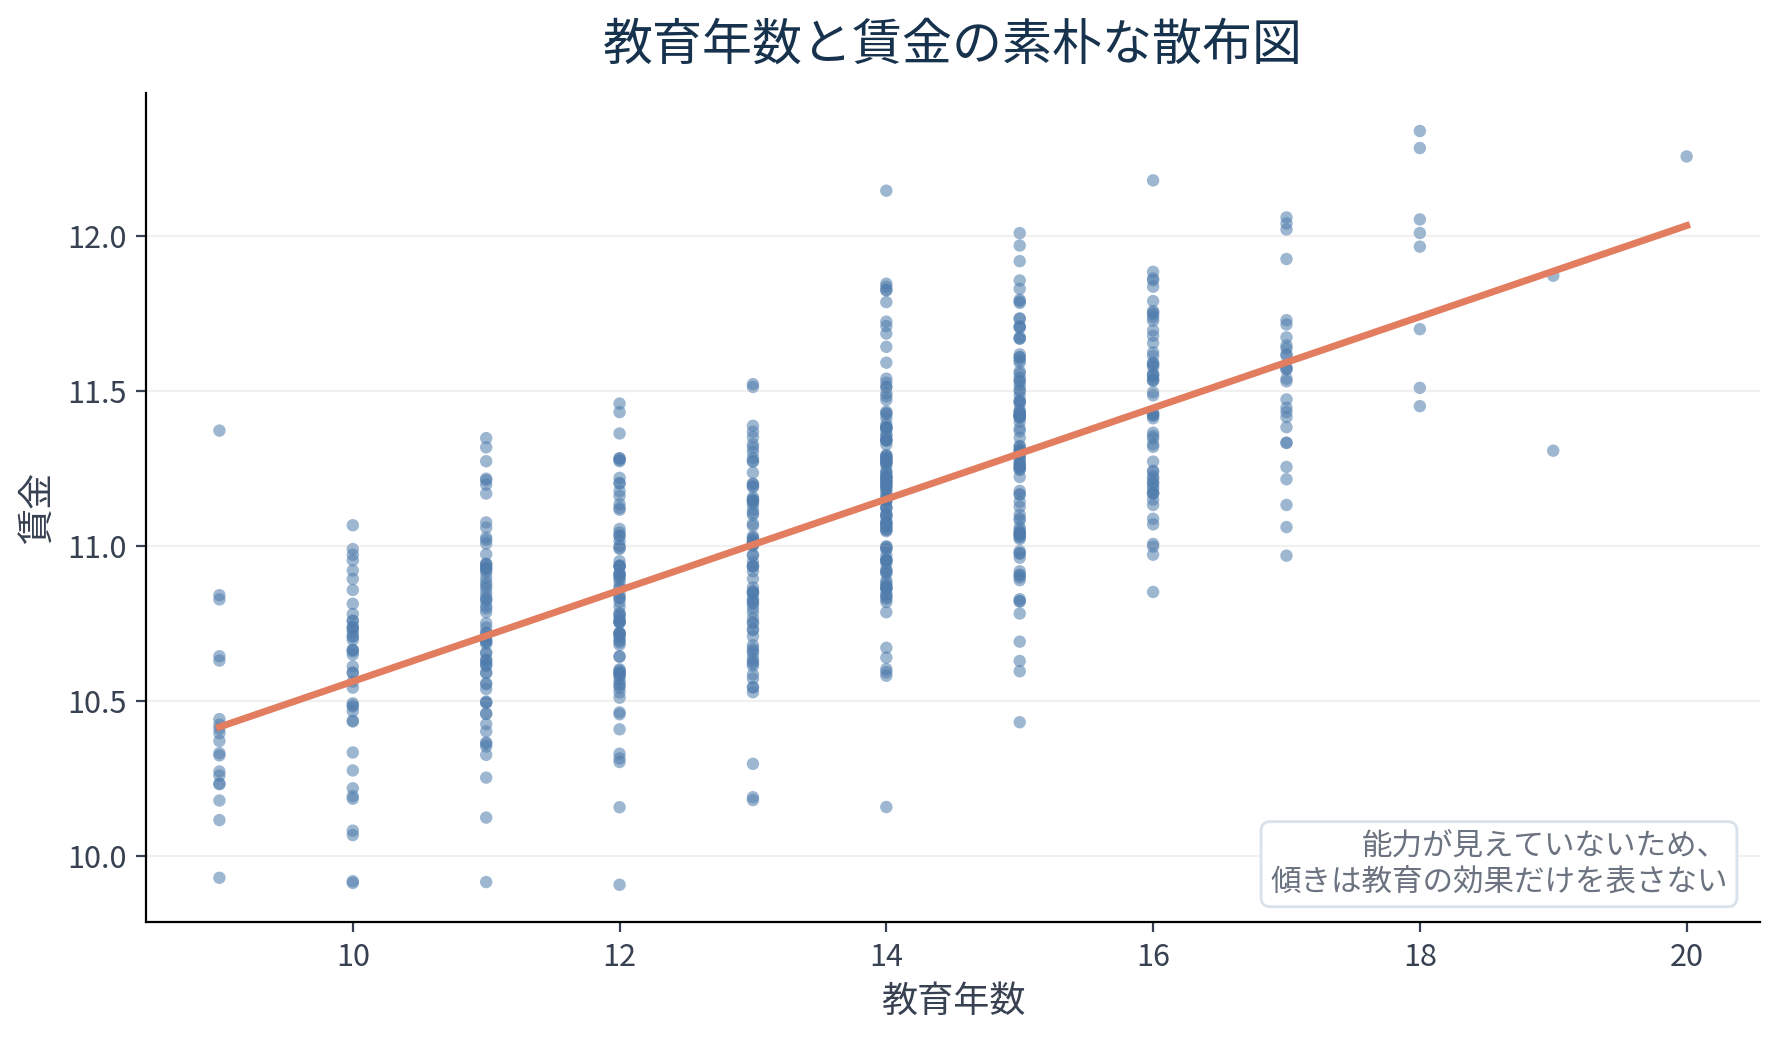 教育年数と賃金の素朴な散布図
賃金
12.0
11.5
11.0
10.5
10.0
能力が見えていないため、
傾きは教育の効果だけを表さない
10 12 14 16 18 20
教育年数